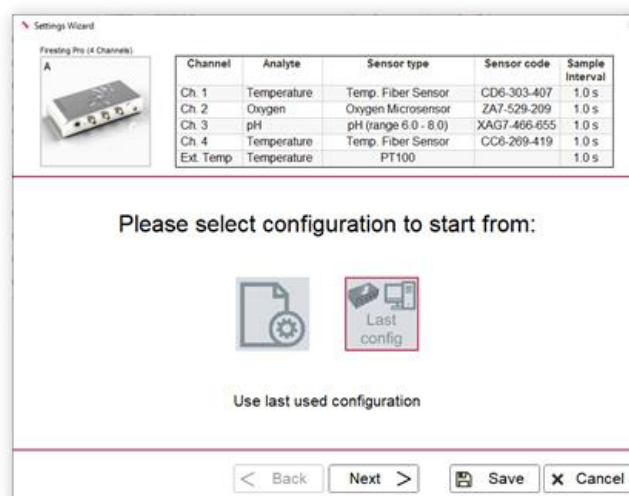 Settings Wizard
Firesting Pro (4 Channels)
A
Channel Analyte Sensor type Sensor code Sample Interval
Ch. 1 Temperature Temp. Fiber Sensor CD6-303-407 1.0 s
Ch. 2 Oxygen Oxygen Microsensor ZA7-529-209 1.0 s
Ch. 3 pH pH (range 6.0 - 8.0) XAG7-466-655 1.0 s
Ch. 4 Temperature Temp. Fiber Sensor CC6-269-419 1.0 s
Ext. Temp Temperature PT100 1.0 s
Please select configuration to start from:
Last
config
Use last used configuration
< Back Next > Save X Cancel